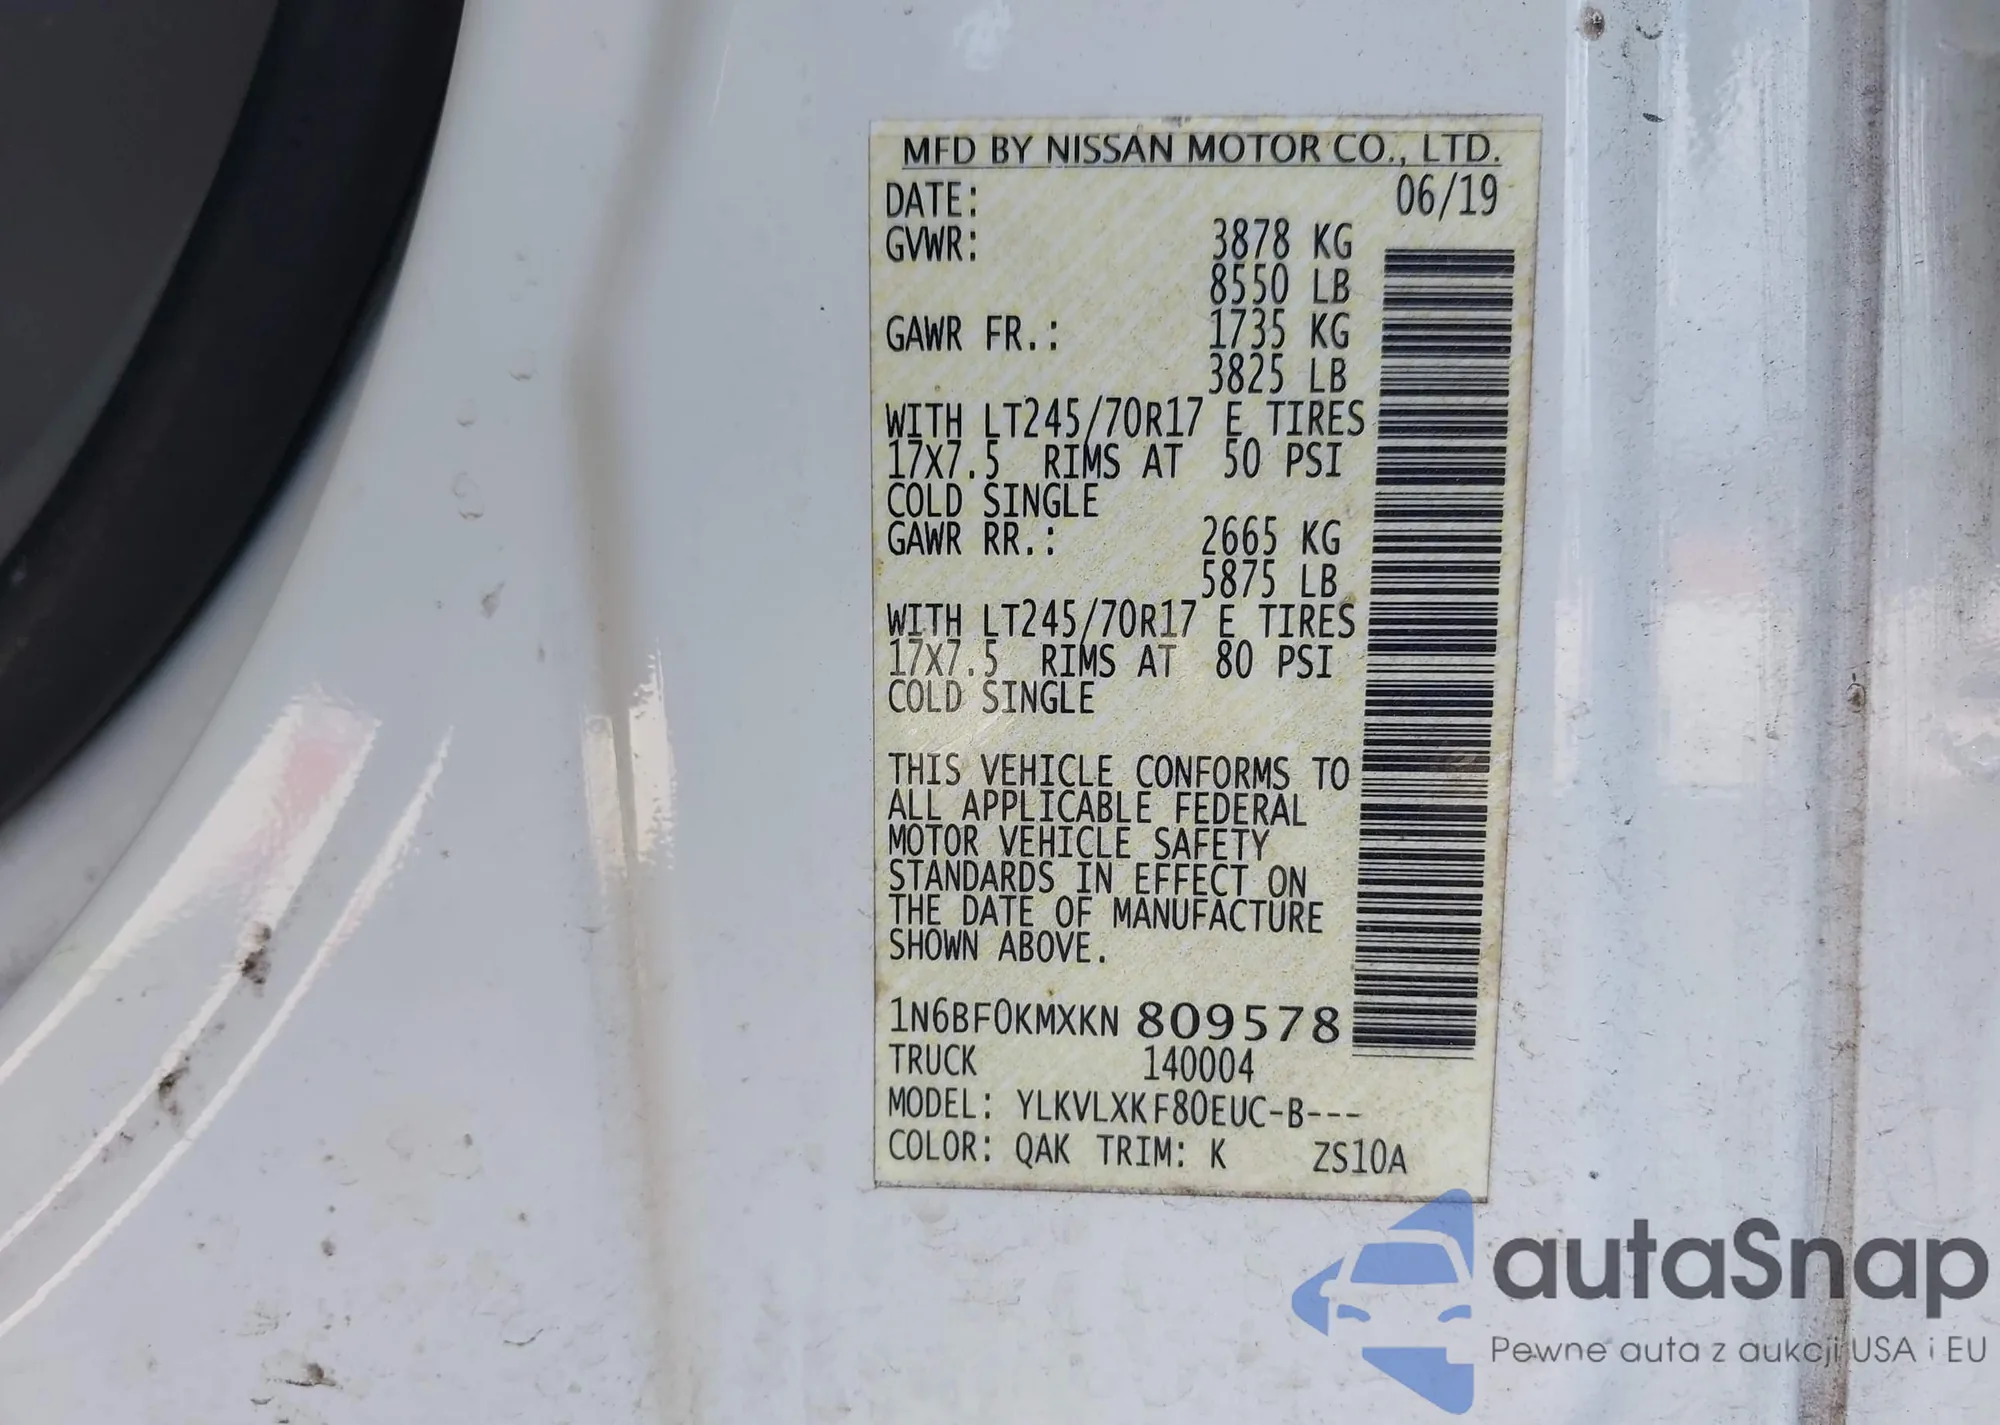 MFD BY NISSAN MOTOR CO., LTD.
DATE: 06/19
GVWR: 3878 KG
8550 LB
GAWR FR.: 1735 KG
3825 LB
WITH LT245/70R17 E TIRES
17X7.5 RIMS AT 50 PSI
COLD SINGLE
GAWR RR.: 2665 KG
5875 LB
WITH LT245/70R17 E TIRES
17X7.5 RIMS AT 80 PSI
COLD SINGLE
THIS VEHICLE CONFORMS TO
ALL APPLICABLE FEDERAL
MOTOR VEHICLE SAFETY
STANDARDS IN EFFECT ON
THE DATE OF MANUFACTURE
SHOWN ABOVE.
1N6BF0KMXKN 809578
TRUCK 140004
MODEL: YLKVLXKF80EUC-B---
COLOR: QAK TRIM: K ZS10A
autaSnap
Pewne auta z aukcji USA i EU